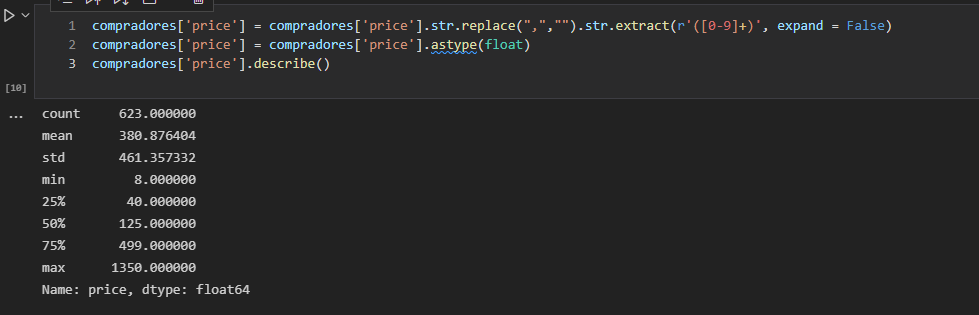 1 compradores['price'] = compradores['price'].str.replace(",","").str.extract(r'([0-9]+)', expand = False)
2 compradores['price'] = compradores['price'].astype(float)
3 compradores['price'].describe()
[10]
... count 623.000000
mean 380.876404
std 461.357332
min 8.000000
25% 40.000000
50% 125.000000
75% 499.000000
max 1350.000000
Name: price, dtype: float64